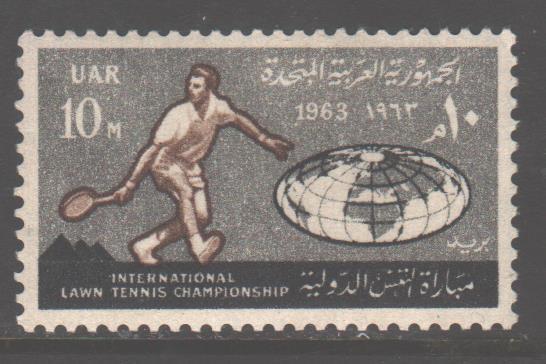 UAR
الجمهورية العربية المتحدة
10 M
1963 ١٩٦٣
١٠ م
بريد
INTERNATIONAL
LAWN TENNIS CHAMPIONSHIP
مباراة التنس الدولية